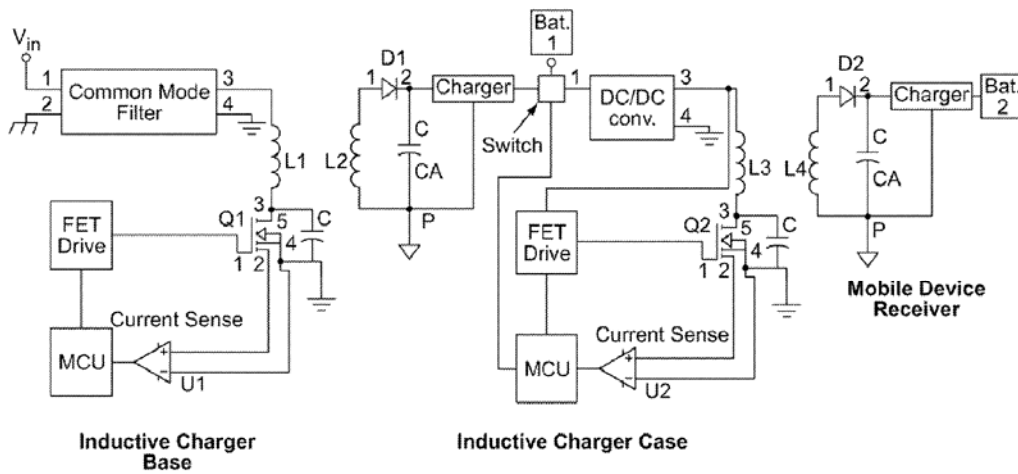 Vin
1
2
Common Mode
Filter
3
4
L1
Q1
3
5
4
1
2
C
FET
Drive
Current Sense
MCU
+
−
U1
Inductive Charger
Base
D1
1
2
L2
C
CA
P
Charger
Bat.
1
Switch
1
DC/DC
conv.
3
4
L3
Q2
3
5
4
1
2
C
FET
Drive
Current Sense
MCU
+
−
U2
Inductive Charger Case
D2
1
2
L4
C
CA
P
Charger
Bat.
2
Mobile Device
Receiver